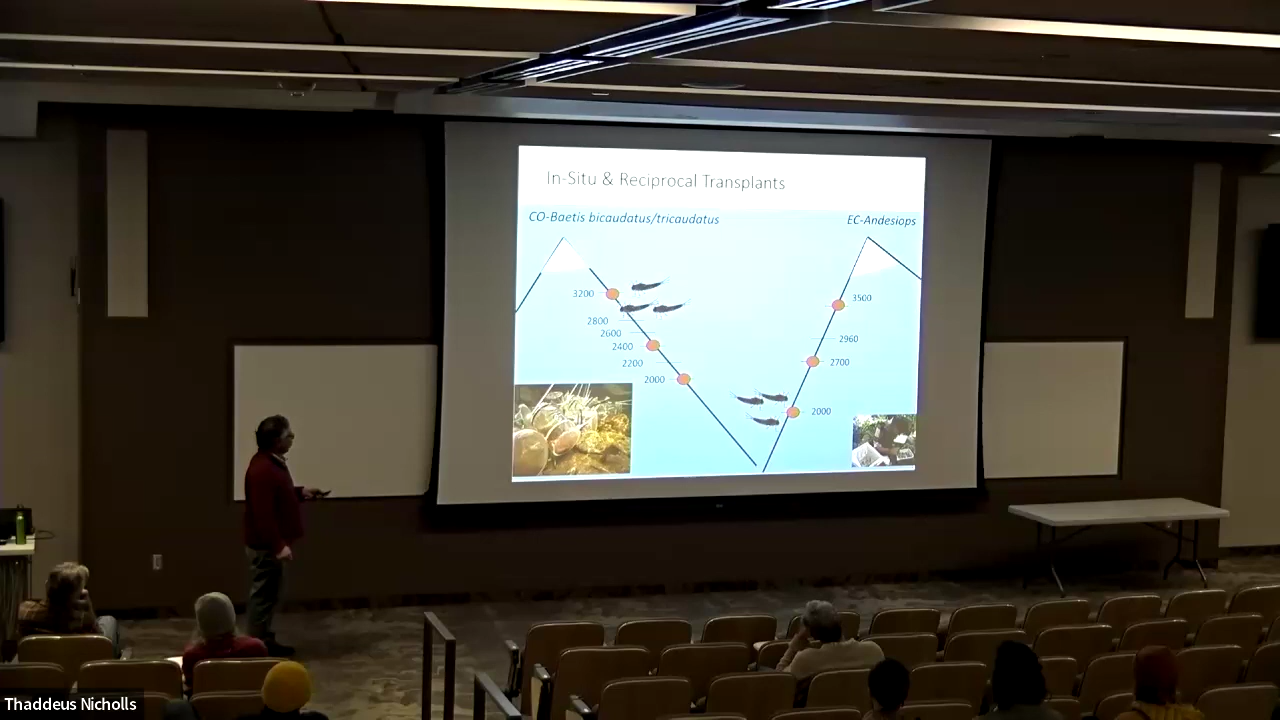 In-Situ & Reciprocal Transplants
CO-Baetis bicaudatus/tricaudatus
EC-Andesiops
3200
2800
2600
2400
2200
2000
3500
2960
2700
2000
Thaddeus Nicholls